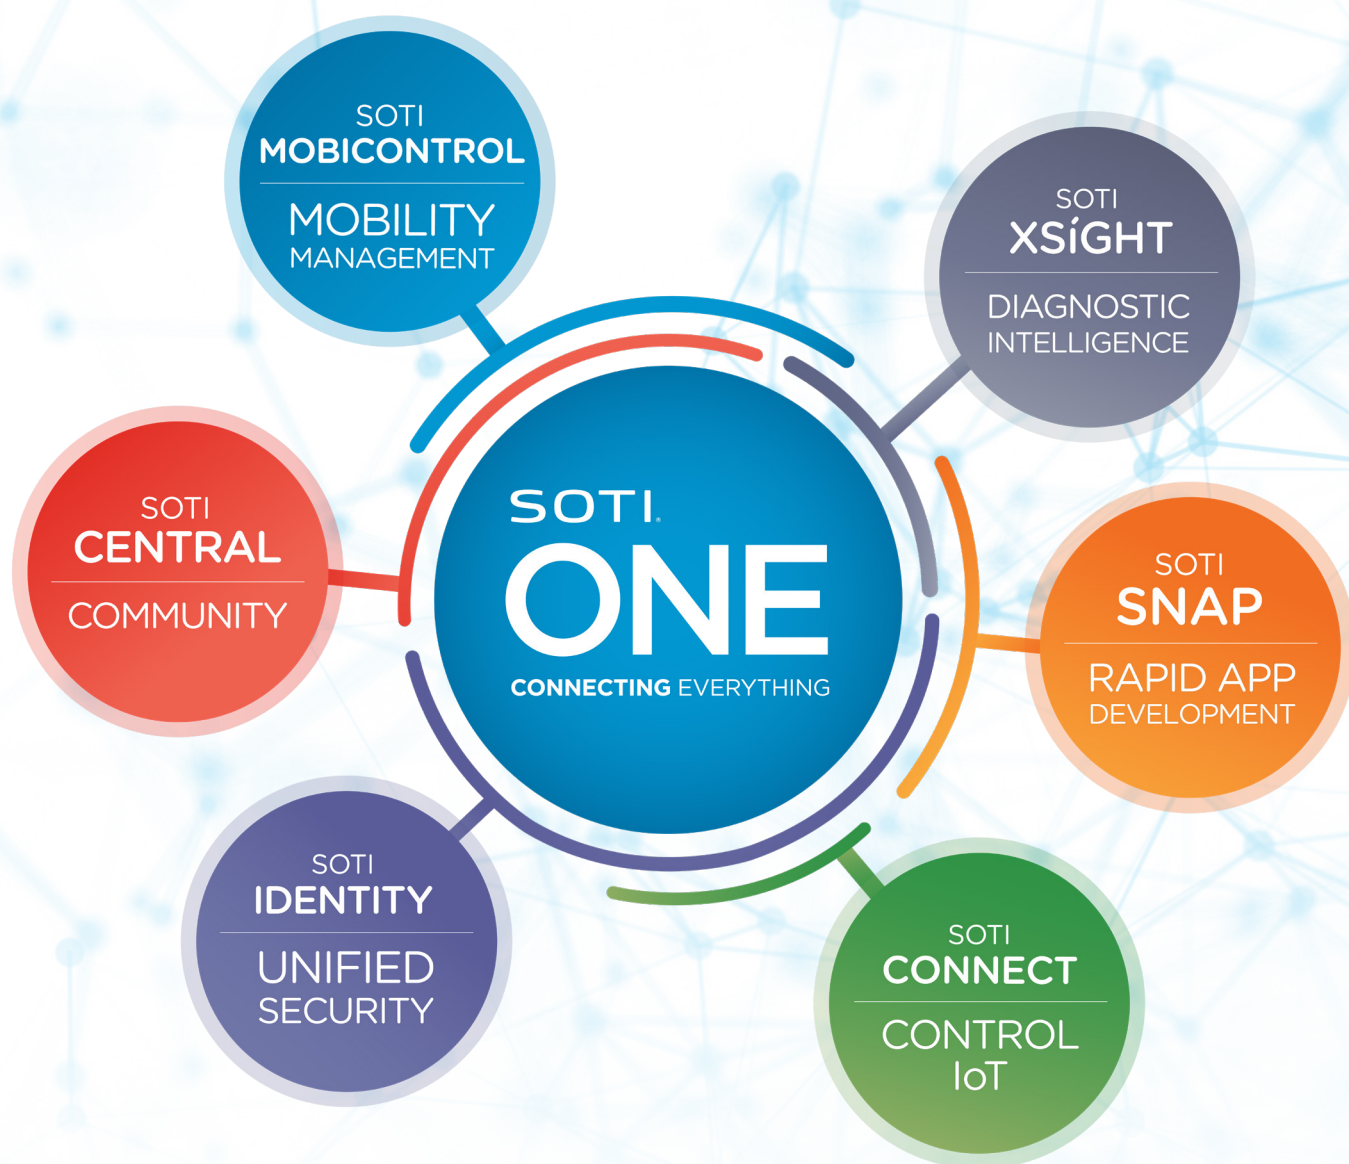 SOTI
MOBICONTROL
MOBILITY
MANAGEMENT
SOTI
XSíGHT
DIAGNOSTIC
INTELLIGENCE
SOTI
CENTRAL
COMMUNITY
SOTI.
ONE
CONNECTING EVERYTHING
SOTI
SNAP
RAPID APP
DEVELOPMENT
SOTI
IDENTITY
UNIFIED
SECURITY
SOTI
CONNECT
CONTROL
IoT